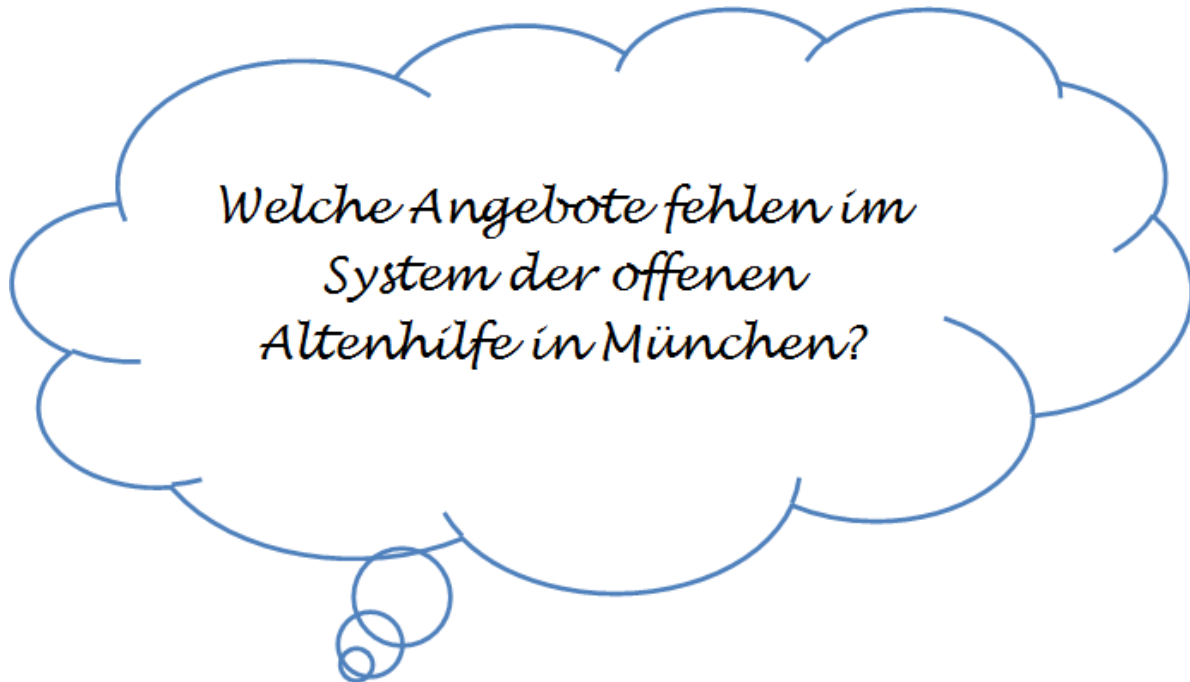 Welche Angebote fehlen im
System der offenen
Altenhilfe in München?